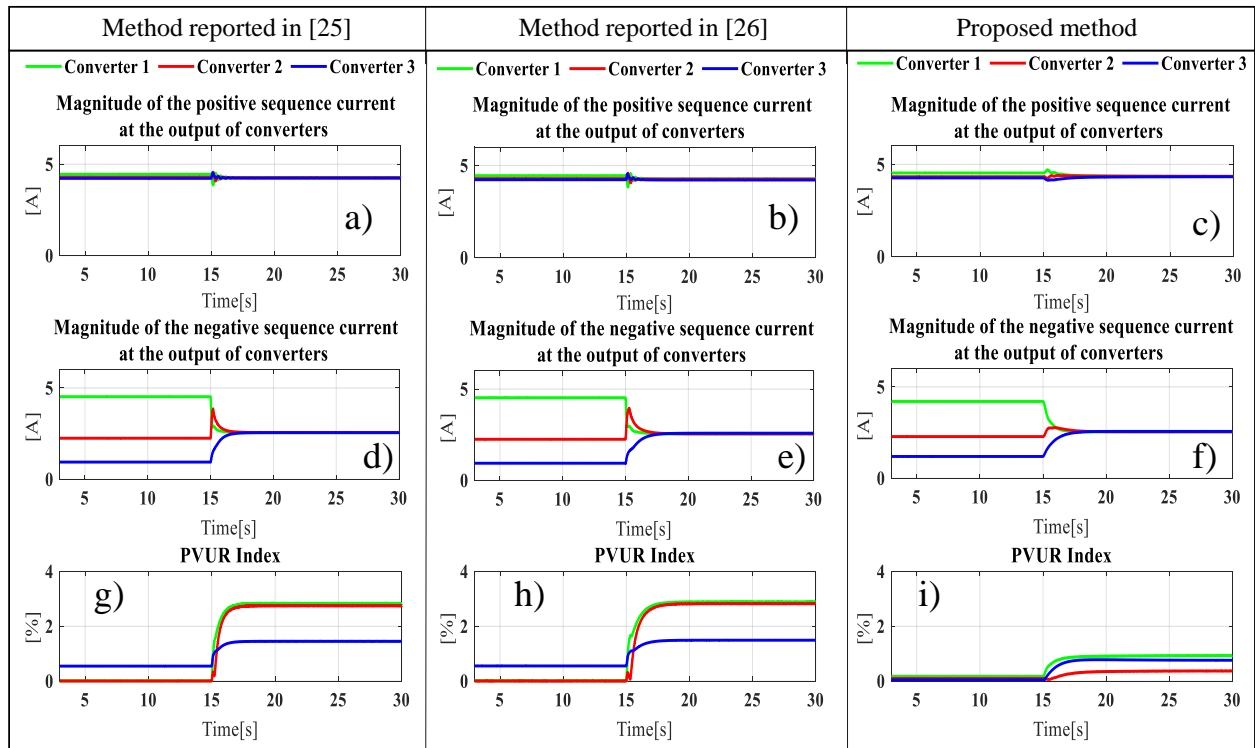 Method reported in [25]
Method reported in [26]
Proposed method
Converter 1 Converter 2 Converter 3
Converter 1 Converter 2 Converter 3
Converter 1 Converter 2 Converter 3
Magnitude of the positive sequence current
at the output of converters
5
0
[A]
a)
5 10 15 20 25 30
Time[s]
Magnitude of the positive sequence current
at the output of converters
5
0
[A]
b)
5 10 15 20 25 30
Time[s]
Magnitude of the positive sequence current
at the output of converters
5
0
[A]
c)
5 10 15 20 25 30
Time[s]
Magnitude of the negative sequence current
at the output of converters
5
0
[A]
d)
5 10 15 20 25 30
Time[s]
Magnitude of the negative sequence current
at the output of converters
5
0
[A]
e)
5 10 15 20 25 30
Time[s]
Magnitude of the negative sequence current
at the output of converters
5
0
[A]
f)
5 10 15 20 25 30
Time[s]
PVUR Index
4
2
0
[%]
g)
5 10 15 20 25 30
Time[s]
PVUR Index
4
2
0
[%]
h)
5 10 15 20 25 30
Time[s]
PVUR Index
4
2
0
[%]
i)
5 10 15 20 25 30
Time[s]